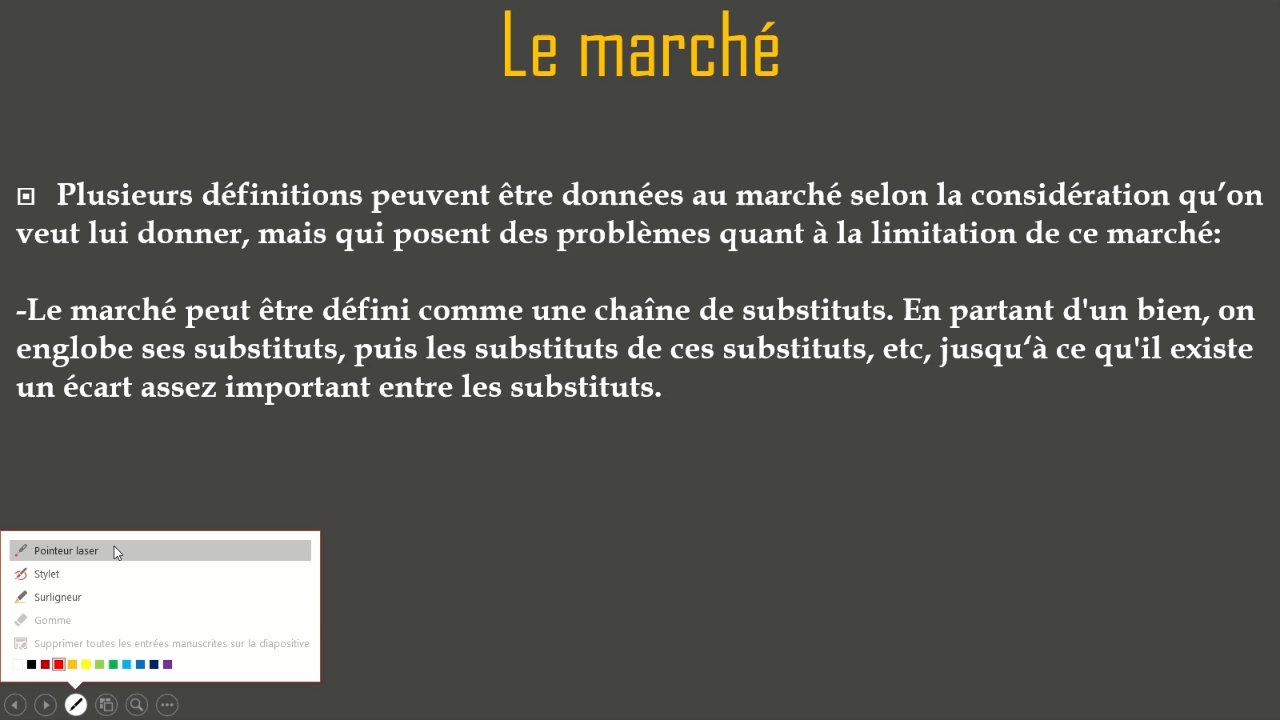 Le marché
Plusieurs définitions peuvent être données au marché selon la considération qu’on
veut lui donner, mais qui posent des problèmes quant à la limitation de ce marché:
-Le marché peut être défini comme une chaîne de substituts. En partant d'un bien, on
englobe ses substituts, puis les substituts de ces substituts, etc, jusqu‘à ce qu'il existe
un écart assez important entre les substituts.
Pointeur laser
Stylet
Surligneur
Gomme
Supprimer toutes les entrées manuscrites sur la diapositive